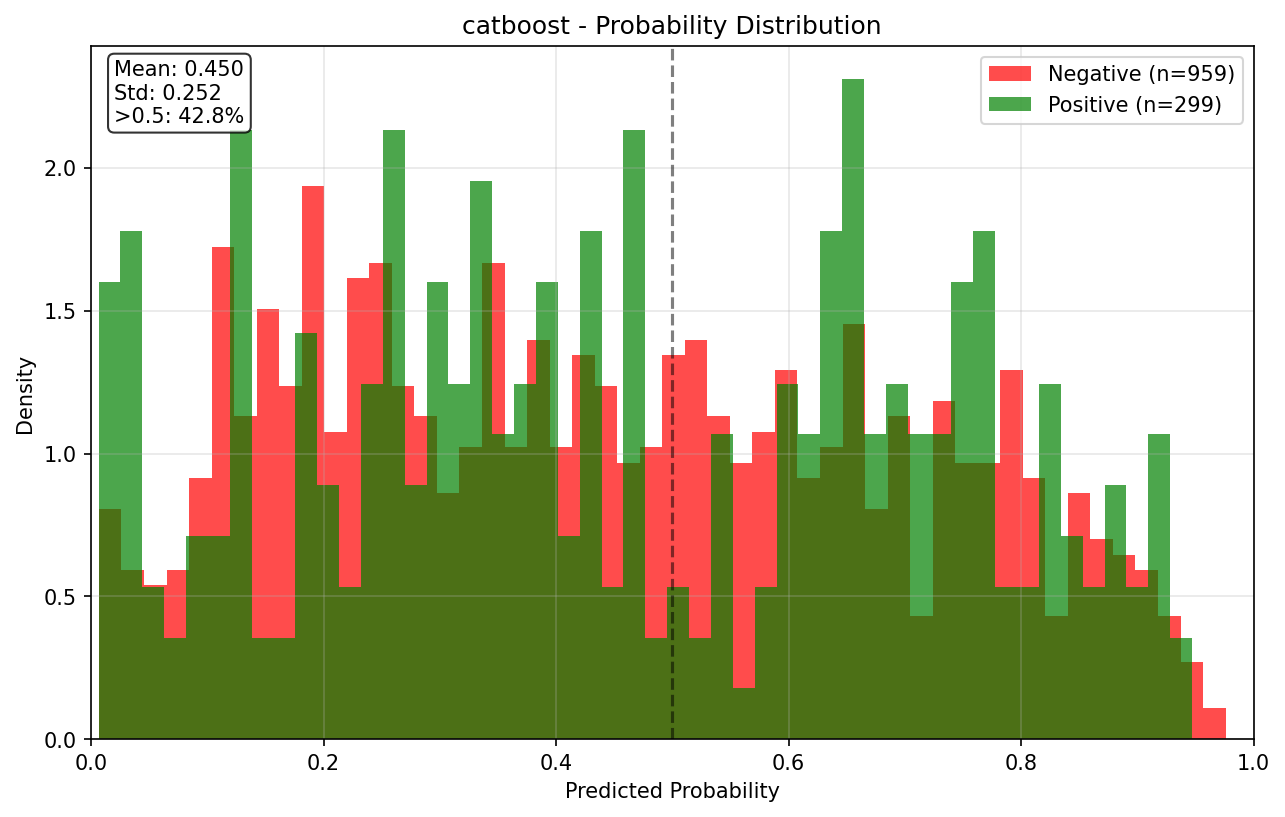 catboost - Probability Distribution
Mean: 0.450
Std: 0.252
>0.5: 42.8%
Negative (n=959)
Positive (n=299)
Density
2.0
1.5
1.0
0.5
0.0
0.0 0.2 0.4 0.6 0.8 1.0
Predicted Probability